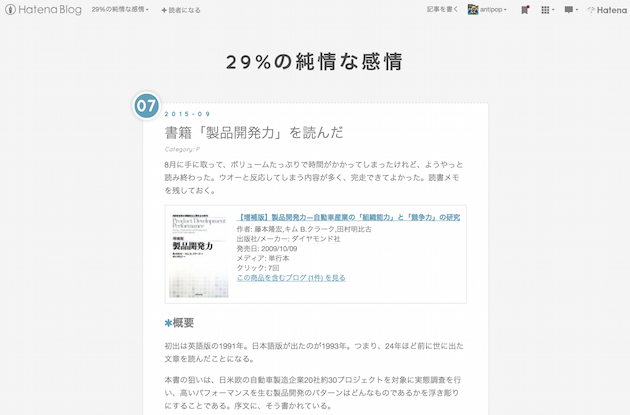 Hatena Blog 29%の純情な感情 + 読者になる 記事を書く antipop Hatena
29%の純情な感情
07
2015-09
書籍「製品開発力」を読んだ
Category: P
8月に手に取って、ボリュームたっぷりで時間がかかってしまったけれど、ようやっと
読み終わった。ウオーと反応してしまう内容が多く、完走できてよかった。読書メモ
を残しておく。
Product Development
Performance
増補版
製品開発力
【増補版】製品開発力―自動車産業の「組織能力」と「競争力」の研究
作者: 藤本隆宏,キム B.クラーク,田村明比古
出版社/メーカー: ダイヤモンド社
発売日: 2009/10/09
メディア: 単行本
クリック: 7回
この商品を含むブログ (1件) を見る
*概要
初出は英語版の1991年。日本語版が出たのが1993年。つまり、24年ほど前に世に出た
文章を読んだことになる。
本書の狙いは、日米欧の自動車製造企業20社約30プロジェクトを対象に実態調査を行
い、高いパフォーマンスを生む製品開発のパターンはどんなものであるかを浮き彫り
にすることである。序文に、そう書かれている。